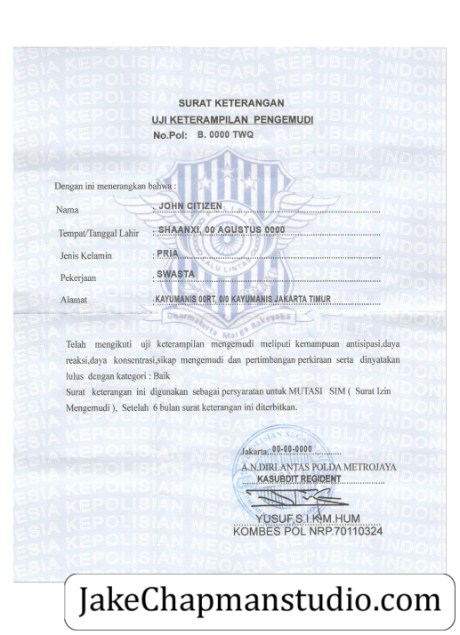 SURAT KETERANGAN
UJI KETERAMPILAN PENGEMUDI
No.Pol: B. 0000 TWQ
Dengan ini menerangkan bahwa :
Nama : JOHN CITIZEN
Tempat/Tanggal Lahir : SHAANXI, 00 AGUSTUS 0000
Jenis Kelamin : PRIA
Pekerjaan : SWASTA
Alamat : KAYUMANIS 00RT, 0/0 KAYUMANIS JAKARTA TIMUR
Dharmakerta Marga Raksyaka
Telah mengikuti uji keterampilan mengemudi meliputi kemampuan antisipasi,daya
reaksi,daya konsentrasi,sikap mengemudi dan pertimbangan perkiraan serta dinyatakan
lulus dengan kategori : Baik
Surat keterangan ini digunakan sebagai persyaratan untuk MUTASI SIM ( Surat Izin
Mengemudi ), Setelah 6 bulan surat keterangan ini diterbitkan.
Jakarta, 00-00-0000
A.N.DIRLANTAS POLDA METROJAYA
KASUBDIT REGIDENT
YUSUF,S.I.K,M.HUM
KOMBES POL NRP.70110324
JakeChapmanstudio.com